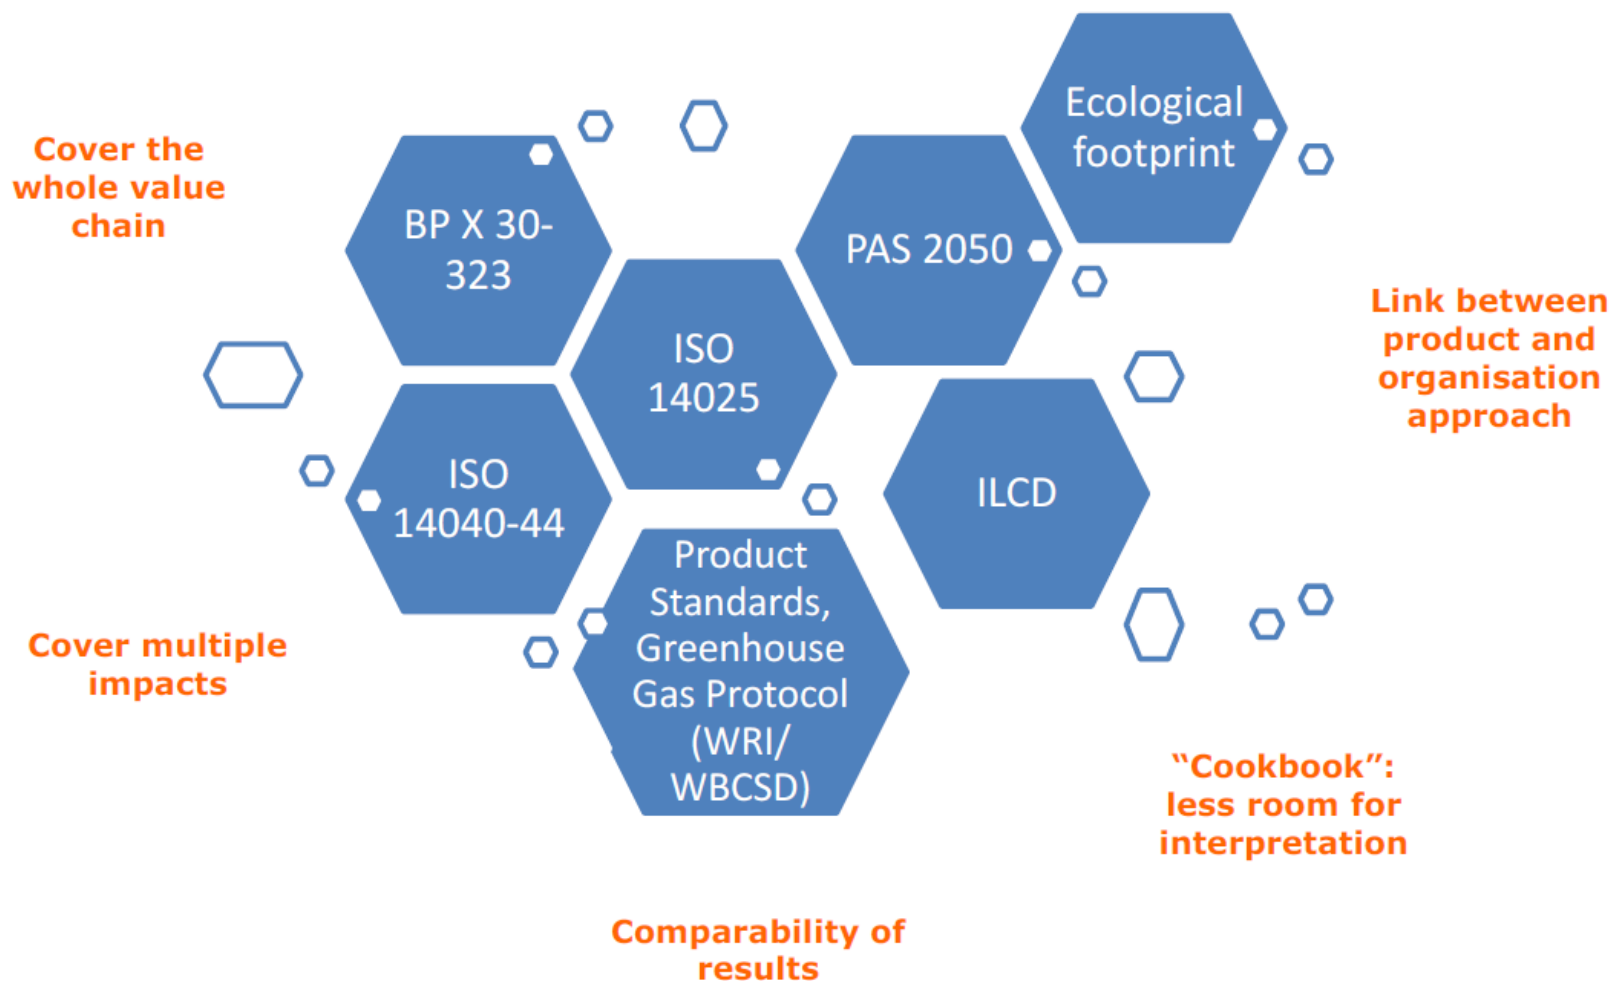 Ecological
footprint
Cover the
whole value
chain
BP X 30-
323
PAS 2050
ISO
14025
Link between
product and
organisation
approach
ISO
14040-44
ILCD
Product
Standards,
Greenhouse
Gas Protocol
(WRI/
WBCSD)
Cover multiple
impacts
“Cookbook”:
less room for
interpretation
Comparability of
results